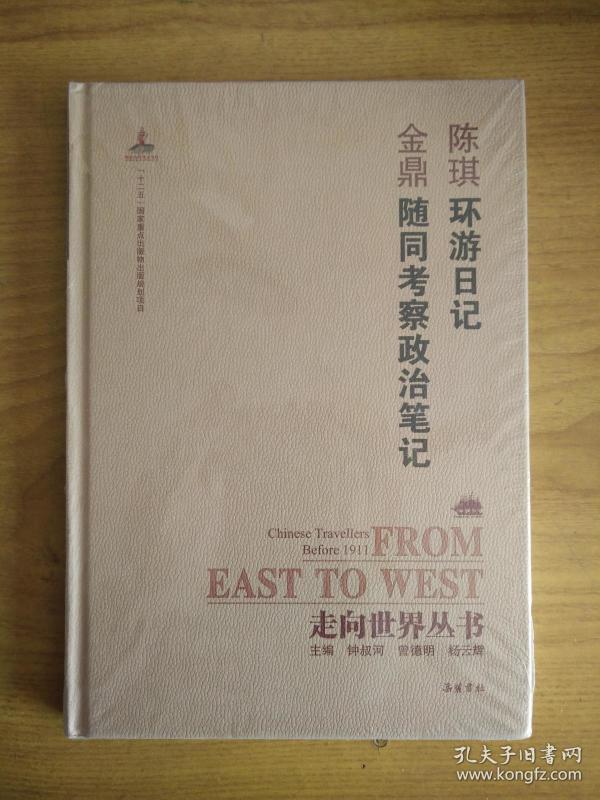 陈琪 环游日记
金鼎 随同考察政治笔记
「十二五」国家重点出版物出版规划项目
Chinese Travellers
Before 1911
FROM
EAST TO WEST
走向世界丛书
主编 钟叔河 曾德明 杨云辉
岳麓书社
孔夫子旧书网
www.kongfz.com